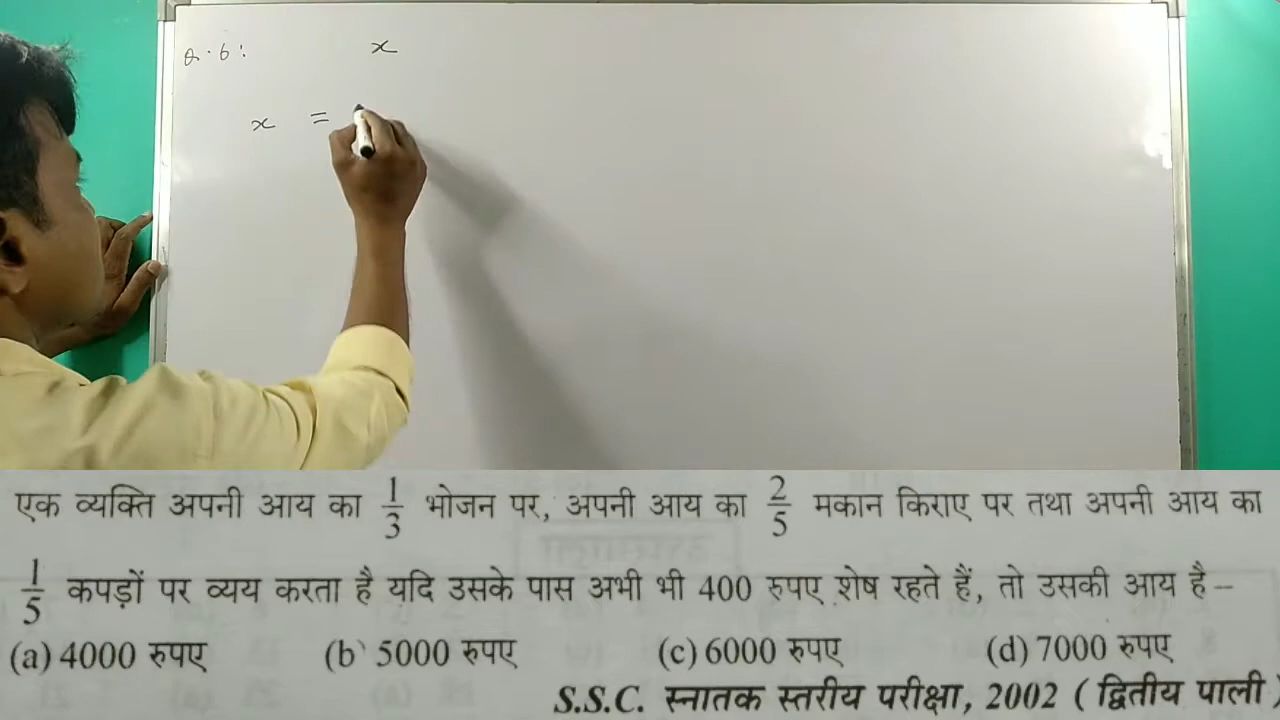 Q.6:
x
x =
एक व्यक्ति अपनी आय का 1/3 भोजन पर, अपनी आय का 2/5 मकान किराए पर तथा अपनी आय का
1/5 कपड़ों पर व्यय करता है यदि उसके पास अभी भी 400 रुपए शेष रहते हैं, तो उसकी आय है –
(a) 4000 रुपए (b) 5000 रुपए (c) 6000 रुपए (d) 7000 रुपए
S.S.C. स्नातक स्तरीय परीक्षा, 2002 ( द्वितीय पाली )